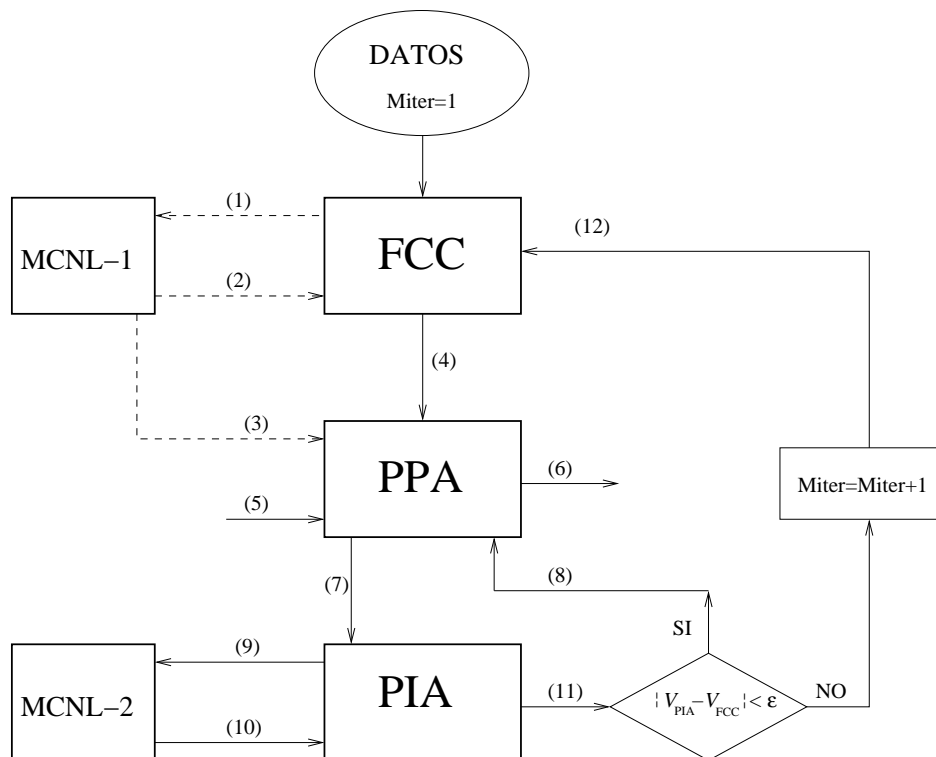 DATOS
Miter=1
(1)
(12)
MCNL−1
FCC
(2)
(4)
(3)
PPA
(6)
Miter=Miter+1
(5)
(7)
(8)
SI
(9)
PIA
(11)
| V_PIA − V_FCC | < ε
NO
MCNL−2
(10)